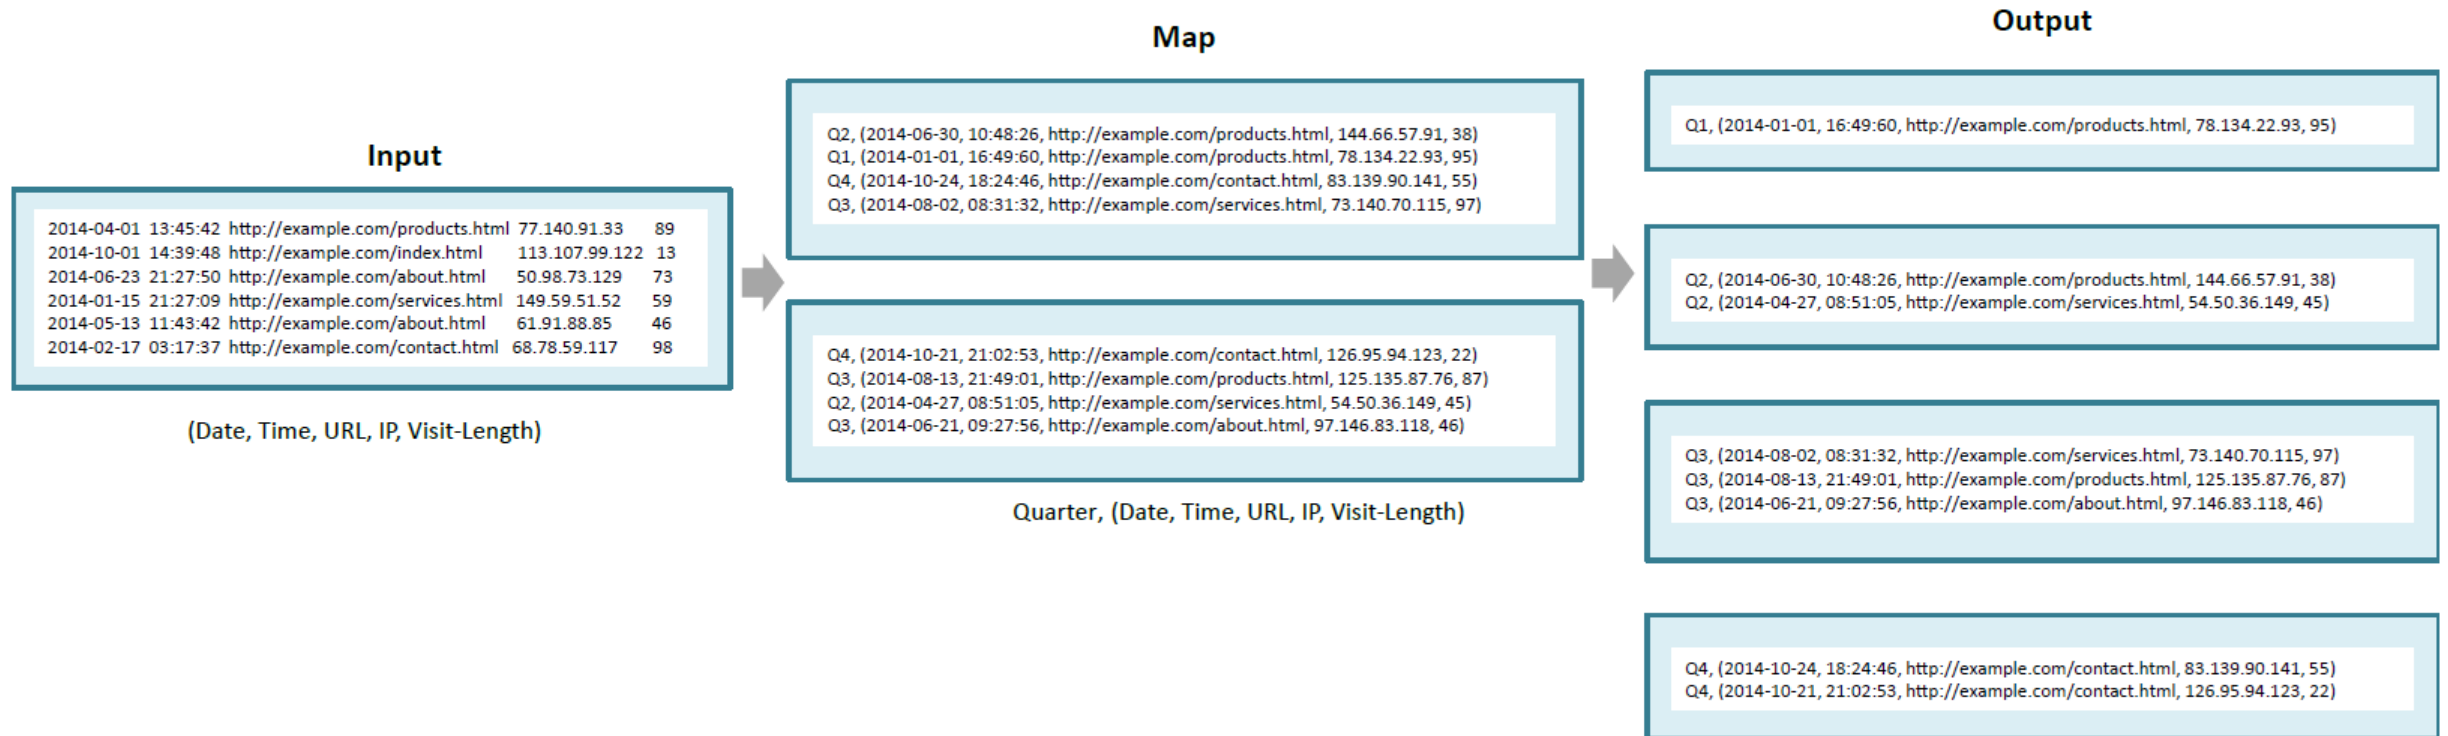 Input
2014-04-01 13:45:42 http://example.com/products.html 77.140.91.33 89
2014-10-01 14:39:48 http://example.com/index.html 113.107.99.122 13
2014-06-23 21:27:50 http://example.com/about.html 50.98.73.129 73
2014-01-15 21:27:09 http://example.com/services.html 149.59.51.52 59
2014-05-13 11:43:42 http://example.com/about.html 61.91.88.85 46
2014-02-17 03:17:37 http://example.com/contact.html 68.78.59.117 98
(Date, Time, URL, IP, Visit-Length)
Map
Q2, (2014-06-30, 10:48:26, http://example.com/products.html, 144.66.57.91, 38)
Q1, (2014-01-01, 16:49:60, http://example.com/products.html, 78.134.22.93, 95)
Q4, (2014-10-24, 18:24:46, http://example.com/contact.html, 83.139.90.141, 55)
Q3, (2014-08-02, 08:31:32, http://example.com/services.html, 73.140.70.115, 97)
Q4, (2014-10-21, 21:02:53, http://example.com/contact.html, 126.95.94.123, 22)
Q3, (2014-08-13, 21:49:01, http://example.com/products.html, 125.135.87.76, 87)
Q2, (2014-04-27, 08:51:05, http://example.com/services.html, 54.50.36.149, 45)
Q3, (2014-06-21, 09:27:56, http://example.com/about.html, 97.146.83.118, 46)
Quarter, (Date, Time, URL, IP, Visit-Length)
Output
Q1, (2014-01-01, 16:49:60, http://example.com/products.html, 78.134.22.93, 95)
Q2, (2014-06-30, 10:48:26, http://example.com/products.html, 144.66.57.91, 38)
Q2, (2014-04-27, 08:51:05, http://example.com/services.html, 54.50.36.149, 45)
Q3, (2014-08-02, 08:31:32, http://example.com/services.html, 73.140.70.115, 97)
Q3, (2014-08-13, 21:49:01, http://example.com/products.html, 125.135.87.76, 87)
Q3, (2014-06-21, 09:27:56, http://example.com/about.html, 97.146.83.118, 46)
Q4, (2014-10-24, 18:24:46, http://example.com/contact.html, 83.139.90.141, 55)
Q4, (2014-10-21, 21:02:53, http://example.com/contact.html, 126.95.94.123, 22)